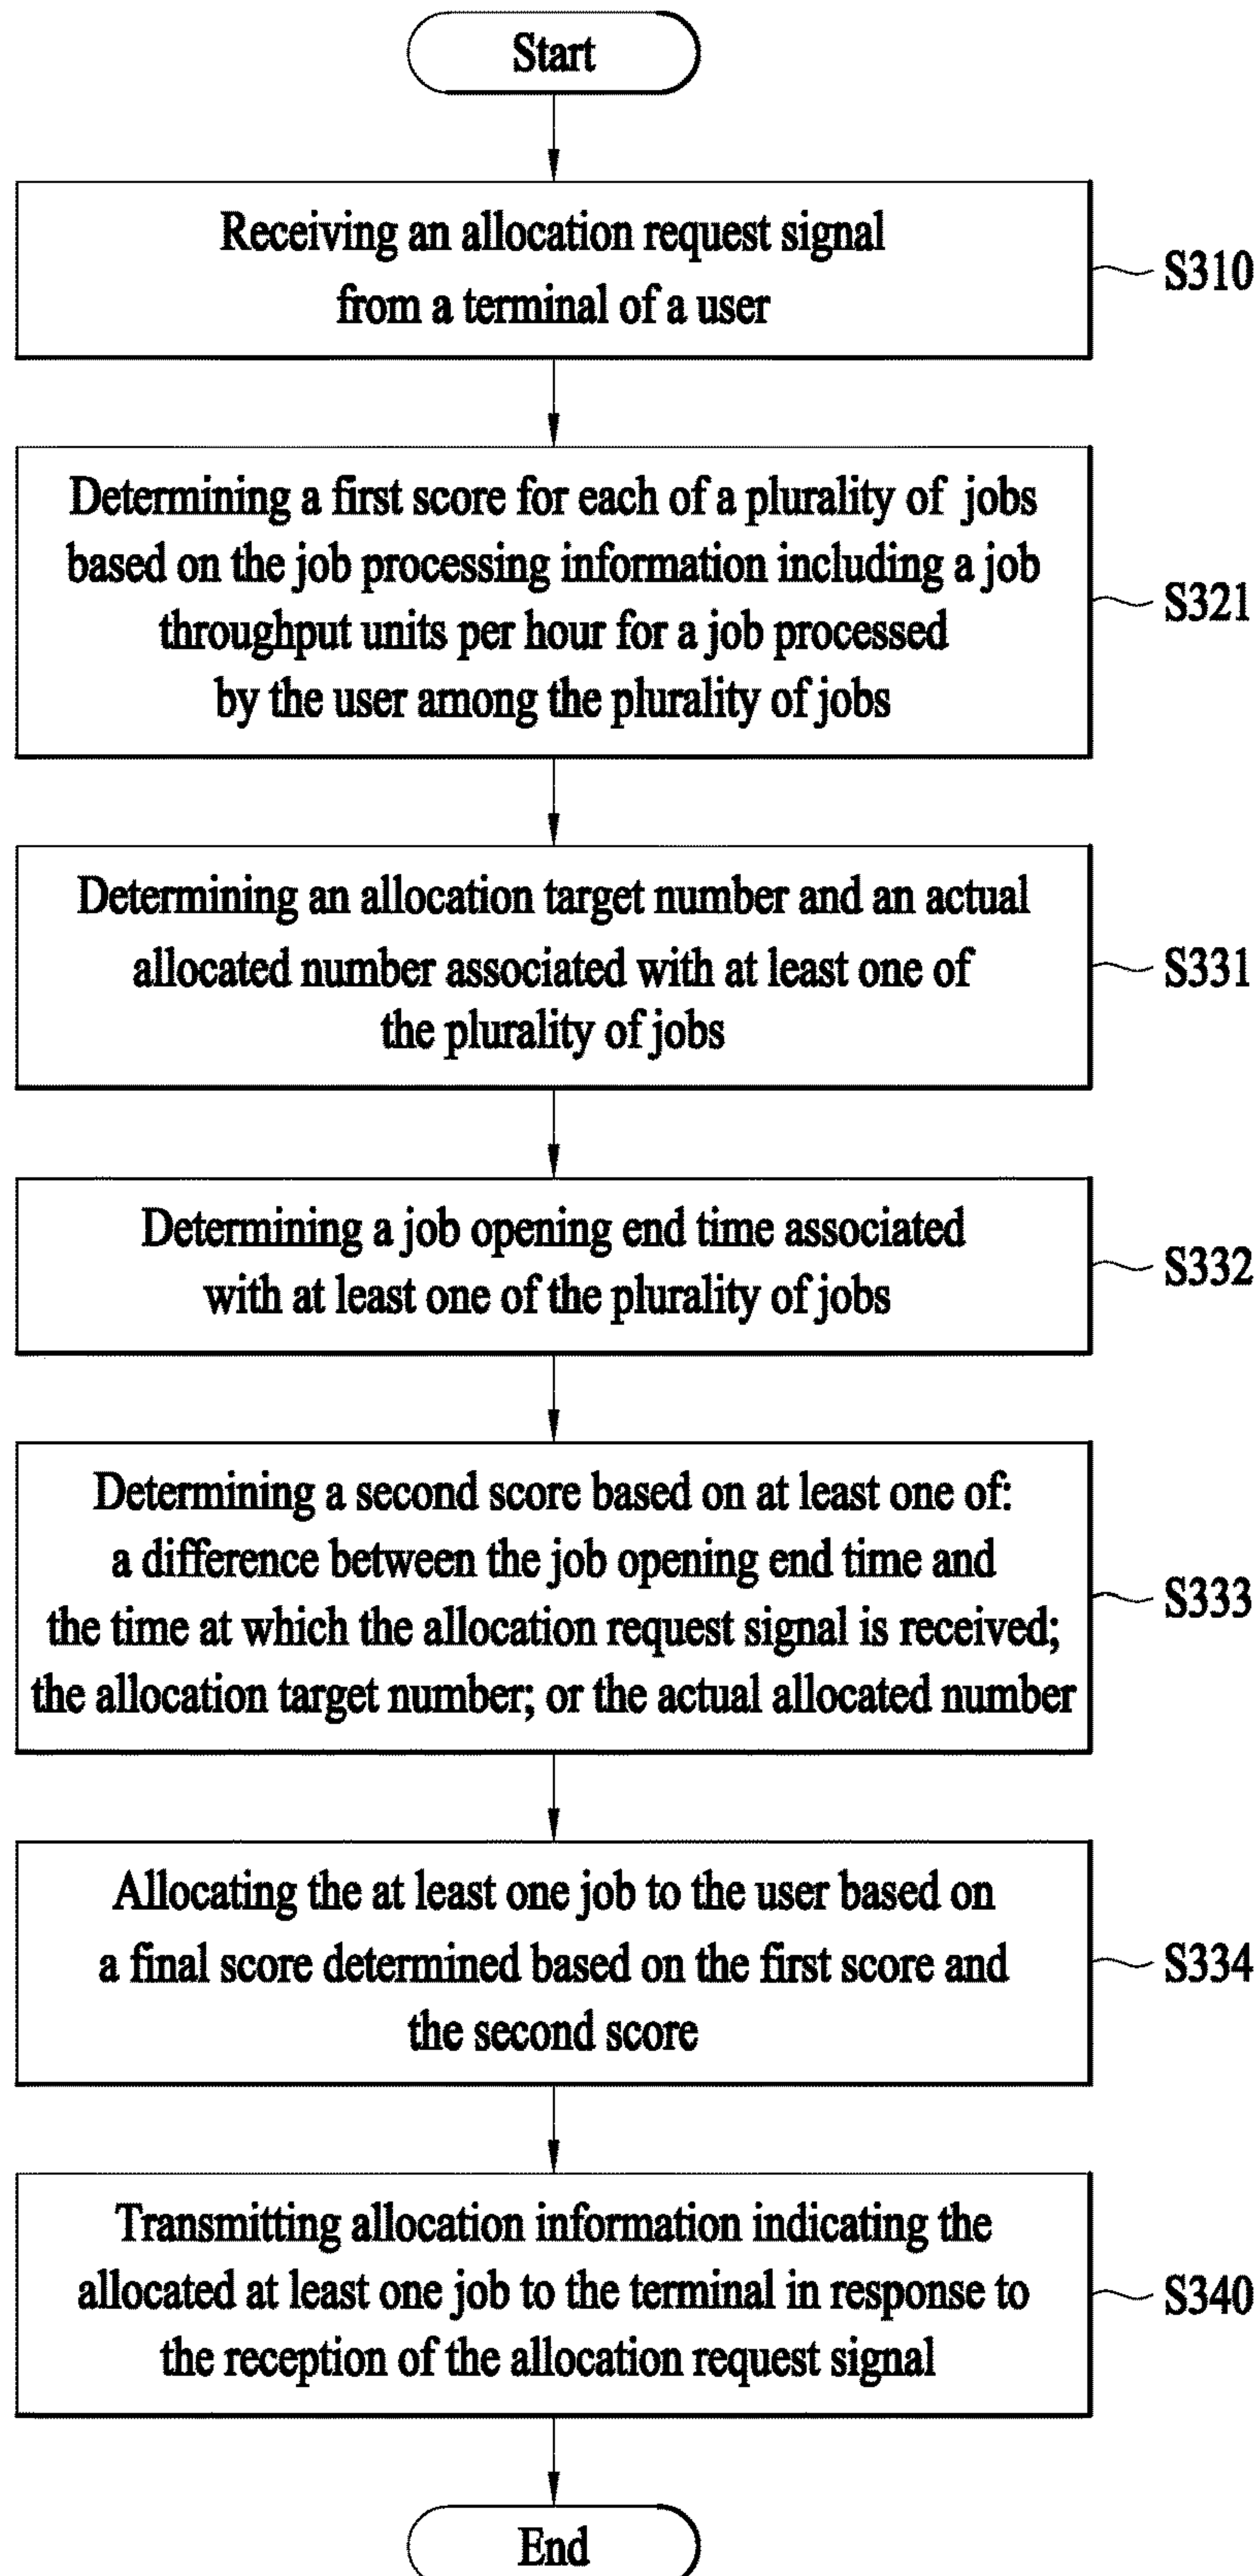 Start
Receiving an allocation request signal
from a terminal of a user
S310
Determining a first score for each of a plurality of jobs
based on the job processing information including a job
throughput units per hour for a job processed
by the user among the plurality of jobs
S321
Determining an allocation target number and an actual
allocated number associated with at least one of
the plurality of jobs
S331
Determining a job opening end time associated
with at least one of the plurality of jobs
S332
Determining a second score based on at least one of:
a difference between the job opening end time and
the time at which the allocation request signal is received;
the allocation target number; or the actual allocated number
S333
Allocating the at least one job to the user based on
a final score determined based on the first score and
the second score
S334
Transmitting allocation information indicating the
allocated at least one job to the terminal in response to
the reception of the allocation request signal
S340
End